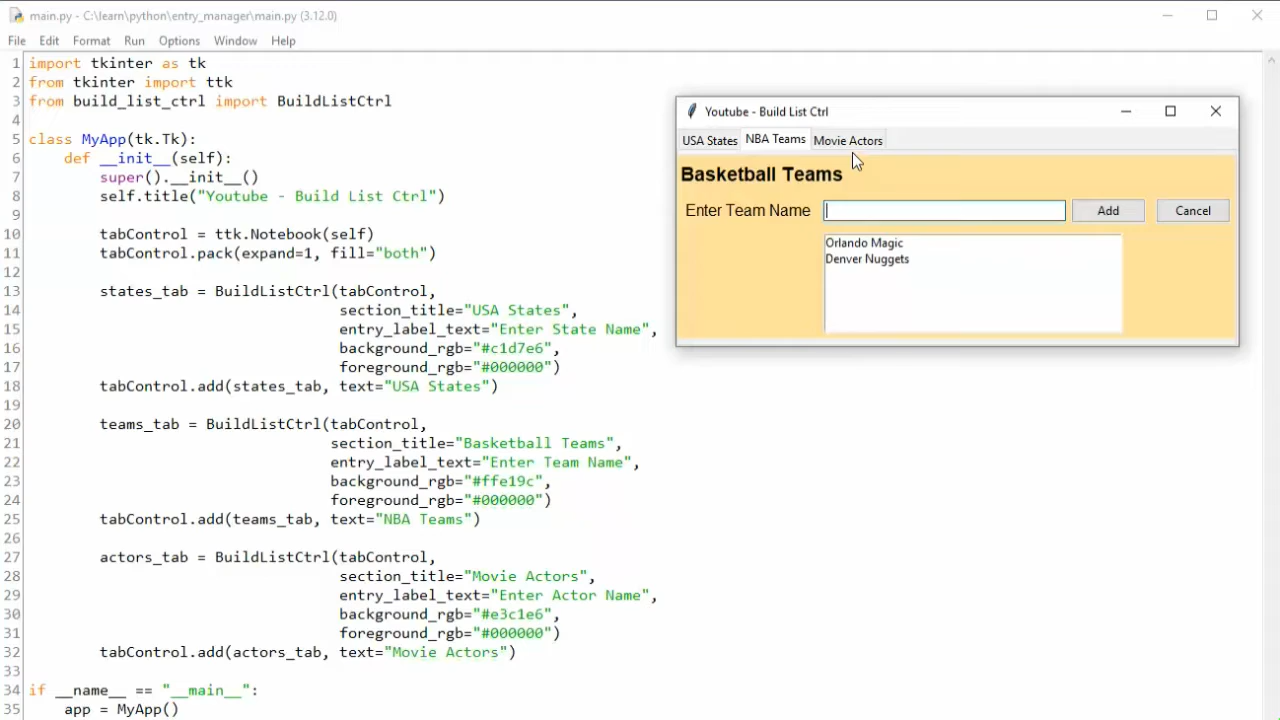 main.py - C:\learn\python\entry_manager\main.py (3.12.0)
File Edit Format Run Options Window Help
1 import tkinter as tk
2 from tkinter import ttk
3 from build_list_ctrl import BuildListCtrl
4
5 class MyApp(tk.Tk):
6     def __init__(self):
7         super().__init__()
8         self.title("Youtube - Build List Ctrl")
9
10         tabControl = ttk.Notebook(self)
11         tabControl.pack(expand=1, fill="both")
12
13         states_tab = BuildListCtrl(tabControl,
14                                    section_title="USA States",
15                                    entry_label_text="Enter State Name",
16                                    background_rgb="#c1d7e6",
17                                    foreground_rgb="#000000")
18         tabControl.add(states_tab, text="USA States")
19
20         teams_tab = BuildListCtrl(tabControl,
21                                   section_title="Basketball Teams",
22                                   entry_label_text="Enter Team Name",
23                                   background_rgb="#ffe19c",
24                                   foreground_rgb="#000000")
25         tabControl.add(teams_tab, text="NBA Teams")
26
27         actors_tab = BuildListCtrl(tabControl,
28                                    section_title="Movie Actors",
29                                    entry_label_text="Enter Actor Name",
30                                    background_rgb="#e3c1e6",
31                                    foreground_rgb="#000000")
32         tabControl.add(actors_tab, text="Movie Actors")
33
34 if __name__ == "__main__":
35     app = MyApp()
Youtube - Build List Ctrl
USA States NBA Teams Movie Actors
Basketball Teams
Enter Team Name Add Cancel
Orlando Magic
Denver Nuggets